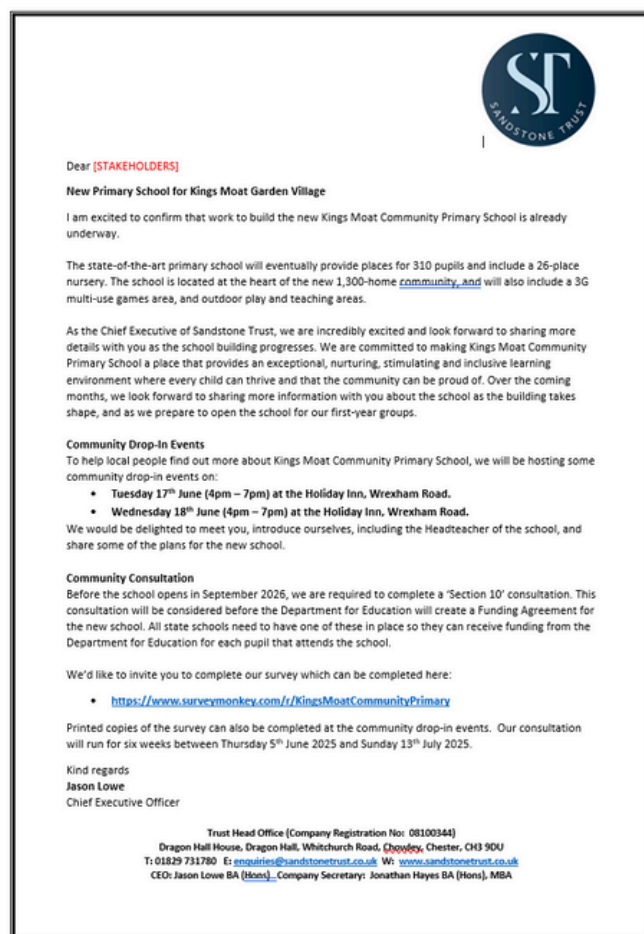 ST
SANDSTONE TRUST
Dear [STAKEHOLDERS]
New Primary School for Kings Moat Garden Village
I am excited to confirm that work to build the new Kings Moat Community Primary School is already
underway.
The state-of-the-art primary school will eventually provide places for 310 pupils and include a 26-place
nursery. The school is located at the heart of the new 1,300-home community, and will also include a 3G
multi-use games area, and outdoor play and teaching areas.
As the Chief Executive of Sandstone Trust, we are incredibly excited and look forward to sharing more
details with you as the school building progresses. We are committed to making Kings Moat Community
Primary School a place that provides an exceptional, nurturing, stimulating and inclusive learning
environment where every child can thrive and that the community can be proud of. Over the coming
months, we look forward to sharing more information with you about the school as the building takes
shape, and as we prepare to open the school for our first-year groups.
Community Drop-In Events
To help local people find out more about Kings Moat Community Primary School, we will be hosting some
community drop-in events on:
• Tuesday 17th June (4pm – 7pm) at the Holiday Inn, Wrexham Road.
• Wednesday 18th June (4pm – 7pm) at the Holiday Inn, Wrexham Road.
We would be delighted to meet you, introduce ourselves, including the Headteacher of the school, and
share some of the plans for the new school.
Community Consultation
Before the school opens in September 2026, we are required to complete a ‘Section 10’ consultation. This
consultation will be considered before the Department for Education will create a Funding Agreement for
the new school. All state schools need to have one of these in place so they can receive funding from the
Department for Education for each pupil that attends the school.
We’d like to invite you to complete our survey which can be completed here:
• https://www.surveymonkey.com/r/KingsMoatCommunityPrimary
Printed copies of the survey can also be completed at the community drop-in events. Our consultation
will run for six weeks between Thursday 5th June 2025 and Sunday 13th July 2025.
Kind regards
Jason Lowe
Chief Executive Officer
Trust Head Office (Company Registration No: 08100344)
Dragon Hall House, Dragon Hall, Whitchurch Road, Chowley, Chester, CH3 9DU
T: 01829 731780 E: enquiries@sandstonetrust.co.uk W: www.sandstonetrust.co.uk
CEO: Jason Lowe BA (Hons) Company Secretary: Jonathan Hayes BA (Hons), MBA